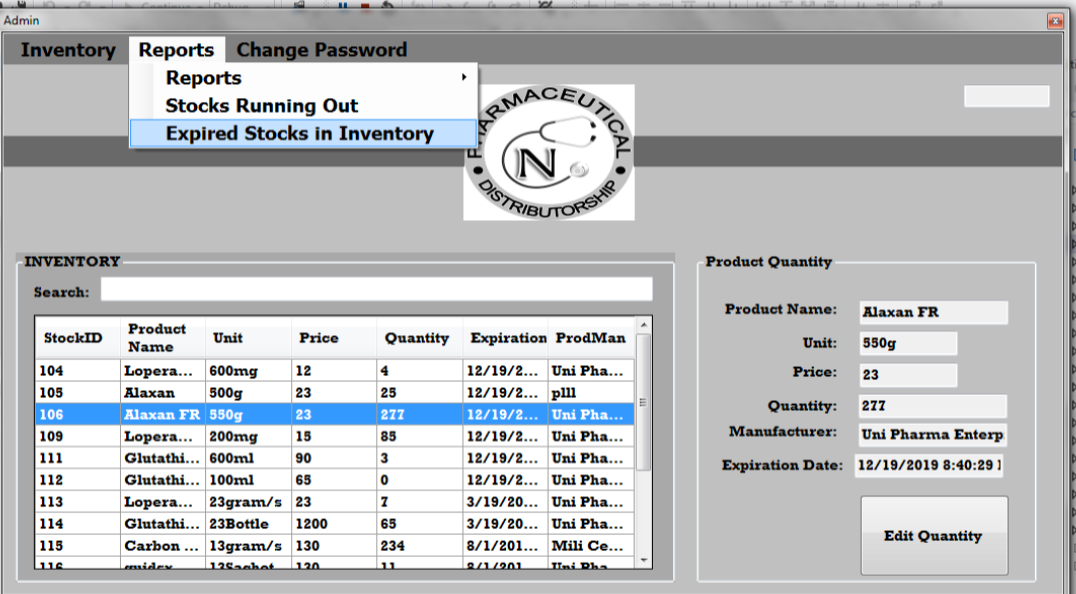 Admin
Inventory Reports Change Password
Reports
Stocks Running Out
Expired Stocks in Inventory
PHARMACEUTICAL
N
DISTRIBUTORSHIP
INVENTORY
Search:
StockID Product Name Unit Price Quantity Expiration ProdMan
104 Lopera... 600mg 12 4 12/19/2... Uni Pha...
105 Alaxan 500g 23 25 12/19/2... plll
106 Alaxan FR 550g 23 277 12/19/2... Uni Pha...
109 Lopera... 200mg 15 85 12/19/2... Uni Pha...
111 Glutathi... 600ml 90 3 12/19/2... Uni Pha...
112 Glutathi... 100ml 65 0 12/19/2... Uni Pha...
113 Lopera... 23gram/s 23 7 3/19/20... Uni Pha...
114 Glutathi... 23Bottle 1200 65 3/19/20... Uni Pha...
115 Carbon ... 13gram/s 130 234 8/1/201... Mili Ce...
116 13Sachet 130 11 8/1/201... Uni Pha...
Product Quantity
Product Name: Alaxan FR
Unit: 550g
Price: 23
Quantity: 277
Manufacturer: Uni Pharma Enterp
Expiration Date: 12/19/2019 8:40:29
Edit Quantity